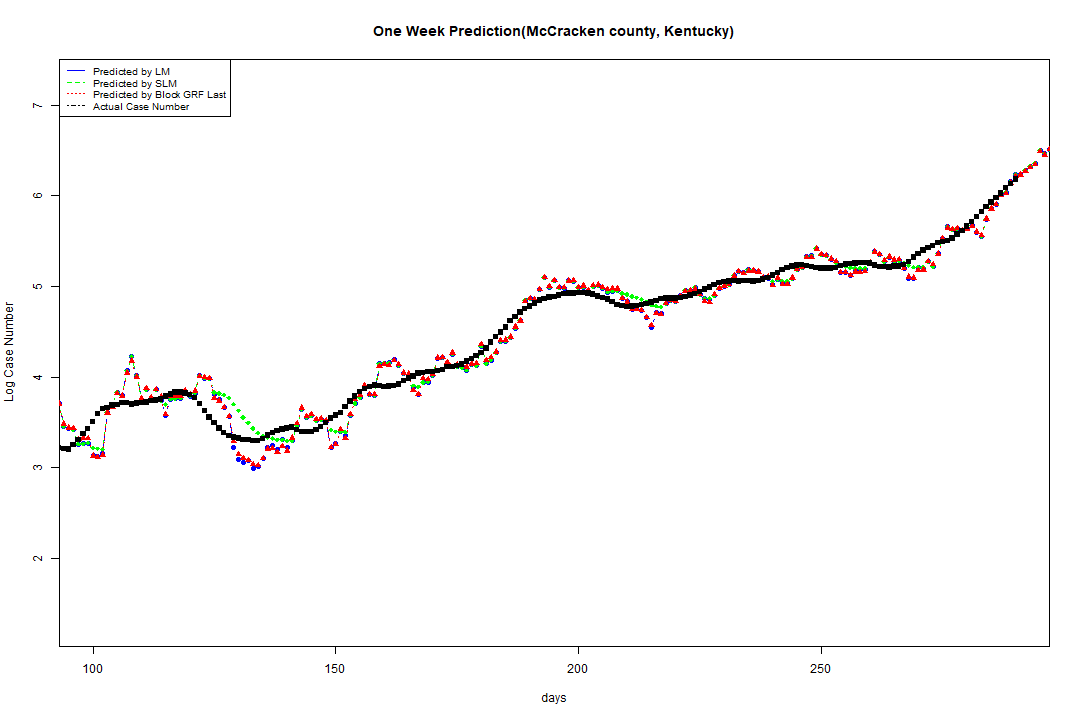 One Week Prediction(McCracken county, Kentucky)
Predicted by LM
Predicted by SLM
Predicted by Block GRF Last
Actual Case Number
7
6
5
4
3
2
Log Case Number
100 150 200 250
days